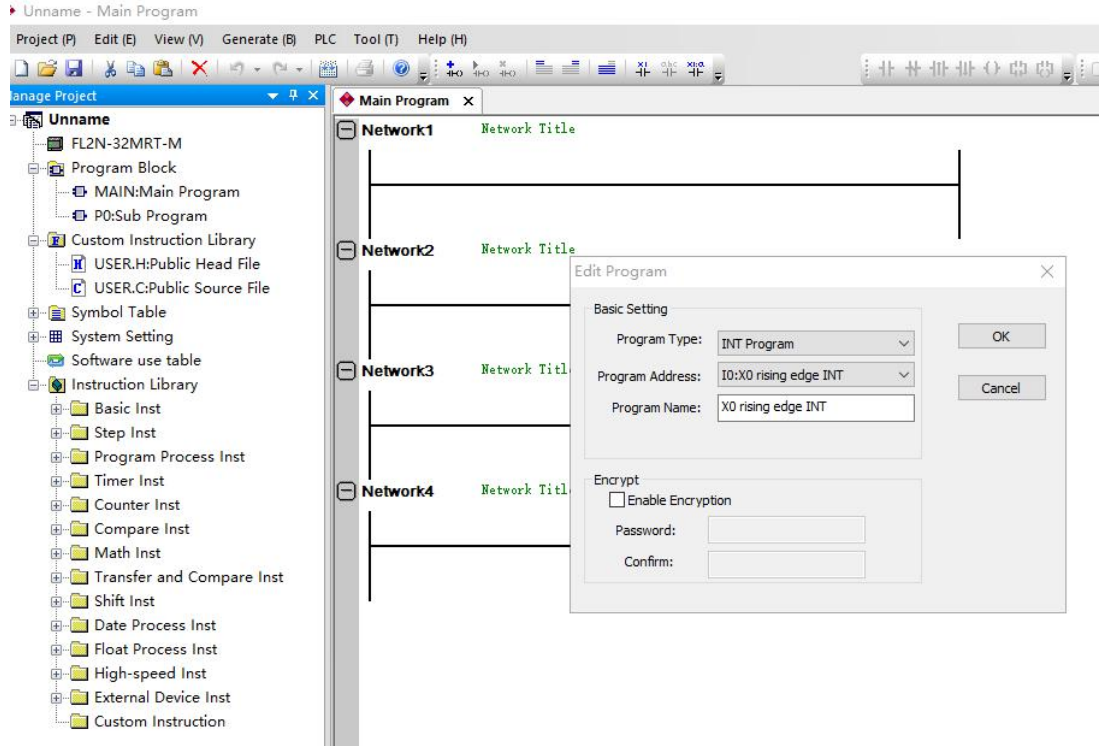 Unname - Main Program
Project (P) Edit (E) View (V) Generate (B) PLC Tool (T) Help (H)
anage Project
Main Program
Unname
FL2N-32MRT-M
Program Block
MAIN:Main Program
P0:Sub Program
Custom Instruction Library
USER.H:Public Head File
USER.C:Public Source File
Symbol Table
System Setting
Software use table
Instruction Library
Basic Inst
Step Inst
Program Process Inst
Timer Inst
Counter Inst
Compare Inst
Math Inst
Transfer and Compare Inst
Shift Inst
Date Process Inst
Float Process Inst
High-speed Inst
External Device Inst
Custom Instruction
Network1 Network Title
Network2 Network Title
Network3 Network Titl
Network4 Network Titl
Edit Program
Basic Setting
Program Type: INT Program
Program Address: I0:X0 rising edge INT
Program Name: X0 rising edge INT
OK
Cancel
Encrypt
Enable Encryption
Password:
Confirm: